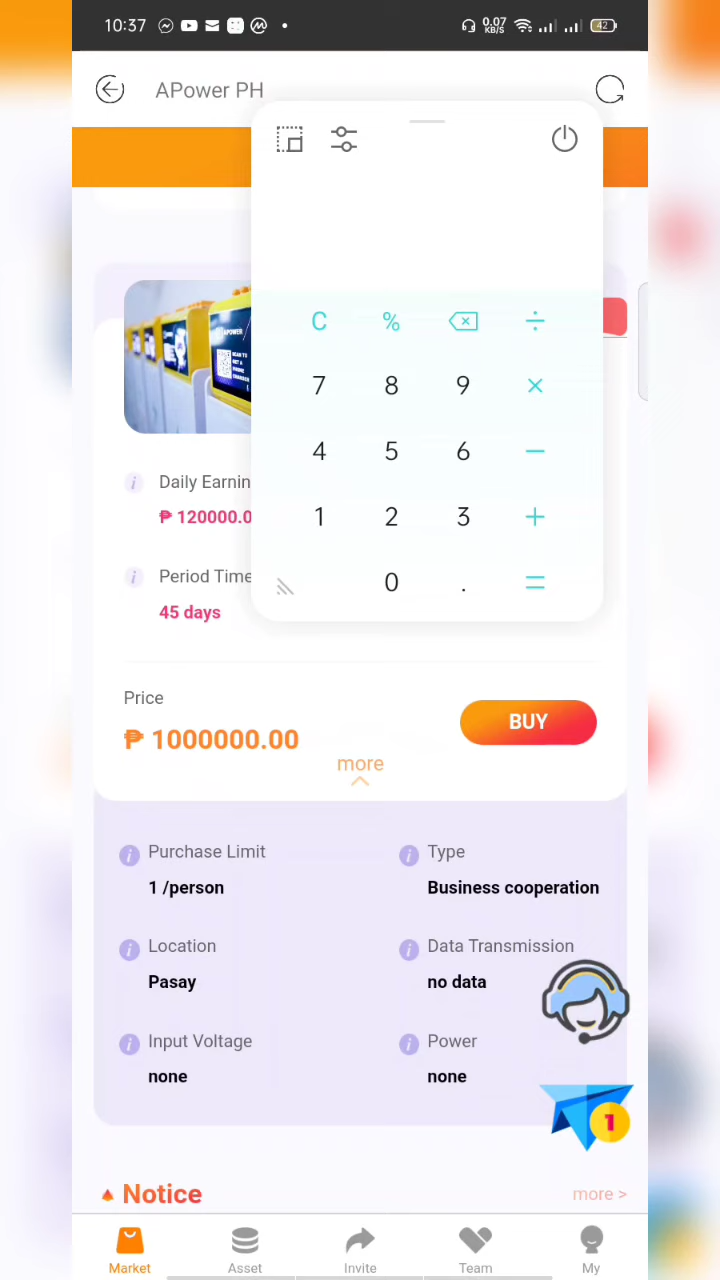 10:37 0.07 KB/S 42
APower PH
C %
7 8 9 ×
4 5 6 −
1 2 3 +
0 . =
Daily Earnin
₱ 120000.0
Period Time
45 days
Price
₱ 1000000.00
BUY
more
Purchase Limit
1 /person
Type
Business cooperation
Location
Pasay
Data Transmission
no data
Input Voltage
none
Power
none
1
Notice
more >
Market Asset Invite Team My